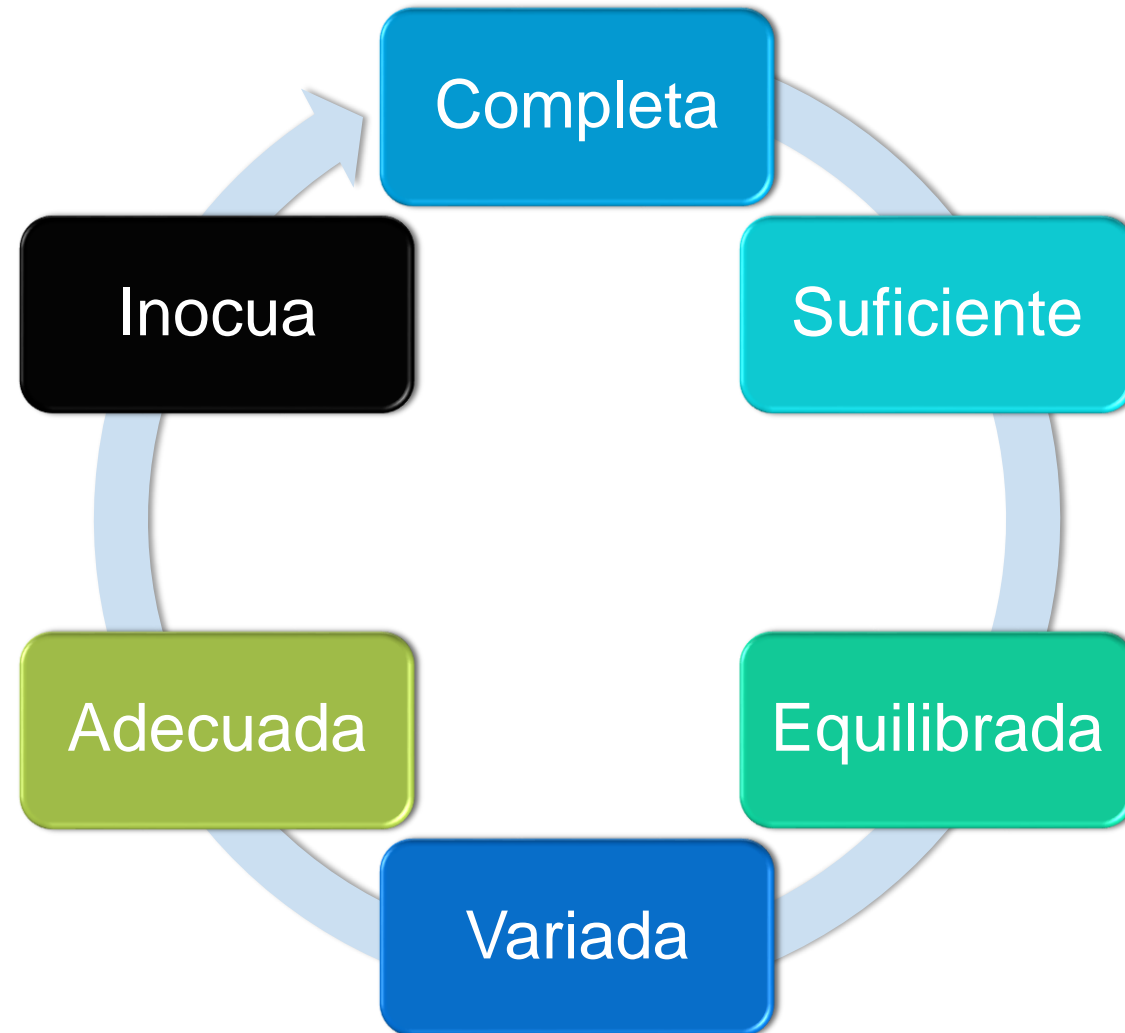 Completa
Suficiente
Equilibrada
Variada
Adecuada
Inocua